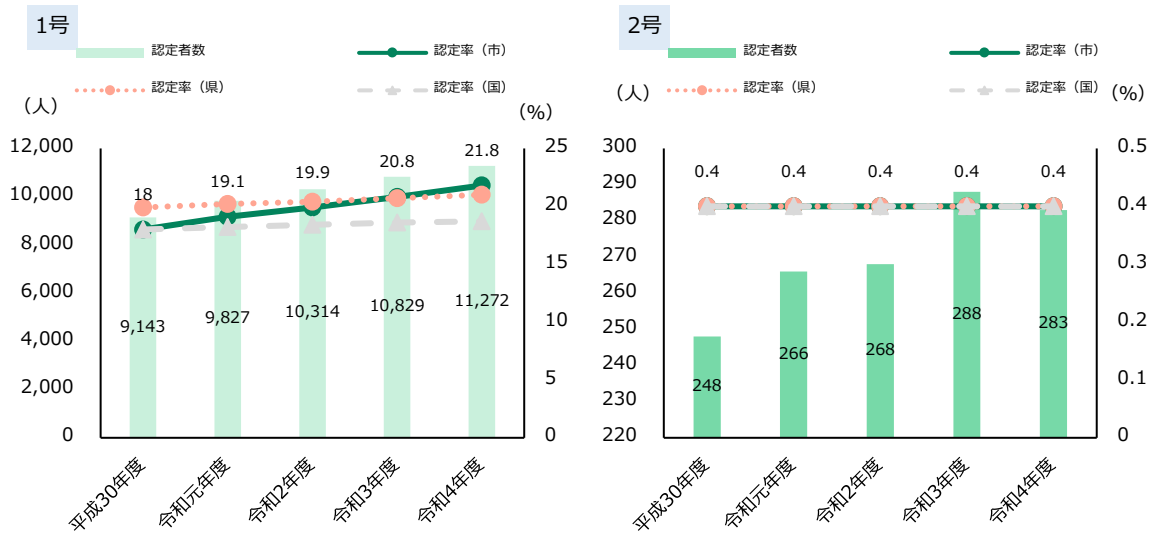 1号
認定者数
認定率（市）
認定率（県）
認定率（国）
（人）
（%）
12,000
10,000
8,000
6,000
4,000
2,000
0
25
20
15
10
5
0
18
19.1
19.9
20.8
21.8
9,143
9,827
10,314
10,829
11,272
平成30年度
令和元年度
令和2年度
令和3年度
令和4年度
2号
認定者数
認定率（市）
認定率（県）
認定率（国）
（人）
（%）
300
290
280
270
260
250
240
230
220
0.5
0.4
0.3
0.2
0.1
0
0.4
0.4
0.4
0.4
0.4
248
266
268
288
283
平成30年度
令和元年度
令和2年度
令和3年度
令和4年度